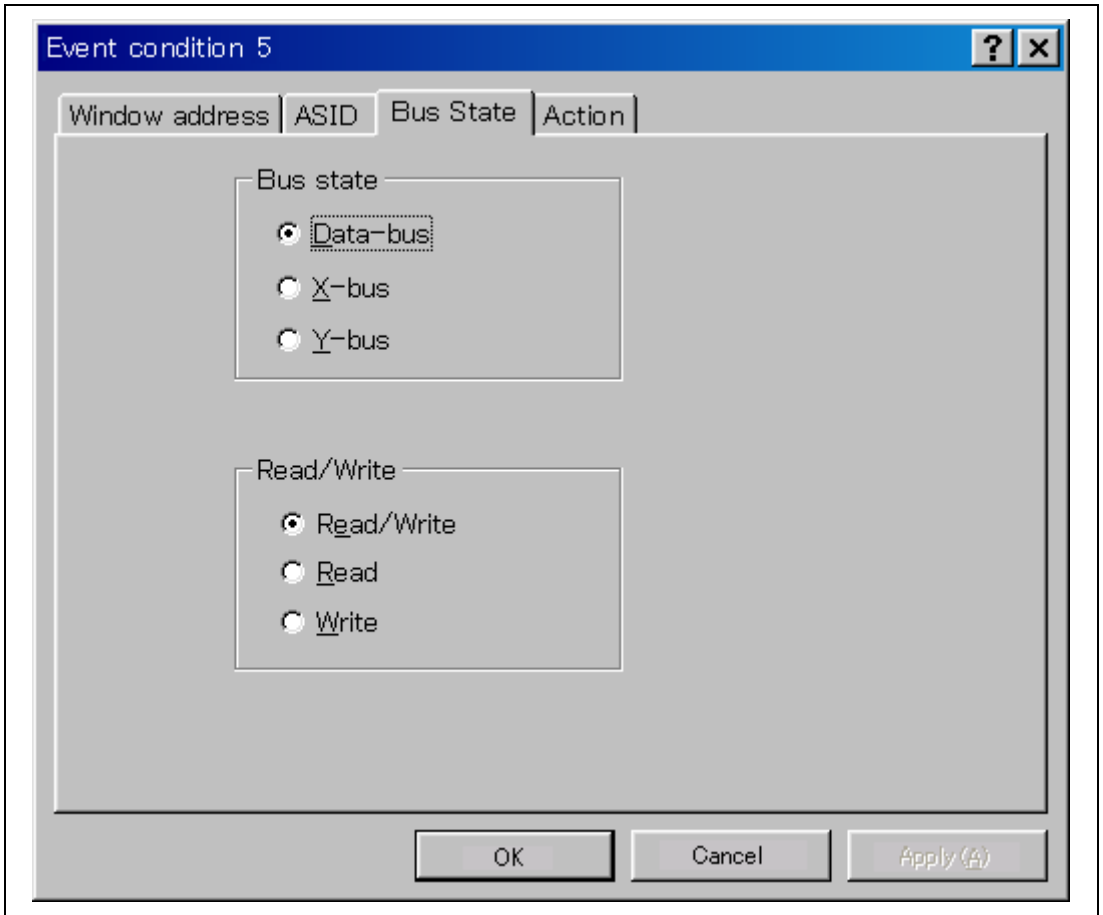 Event condition 5
Window address ASID Bus State Action
Bus state
Data-bus
X-bus
Y-bus
Read/Write
Read/Write
Read
Write
OK Cancel Apply(A)